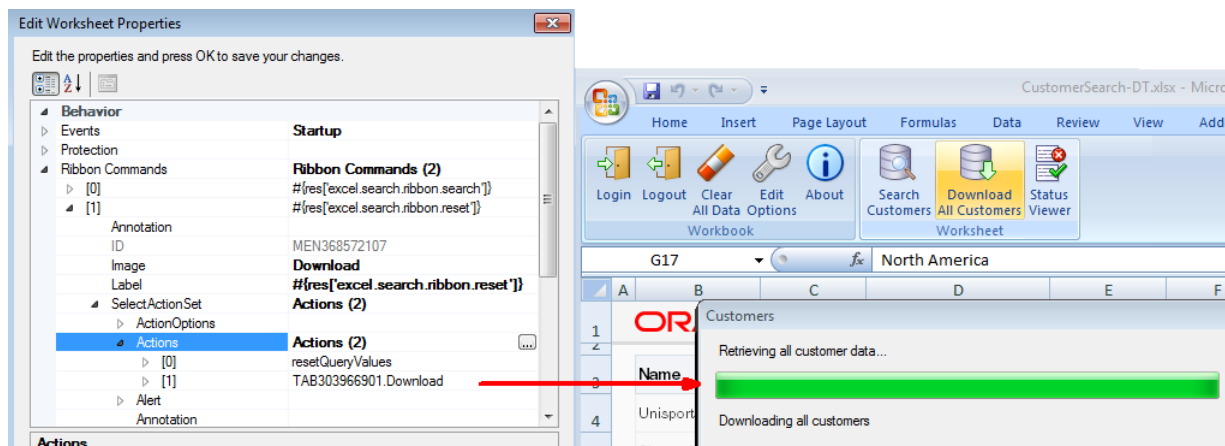 Edit Worksheet Properties
Edit the properties and press OK to save your changes.
Behavior
Events Startup
Protection
Ribbon Commands Ribbon Commands (2)
[0] #{res['excel.search.ribbon.search']}
[1] #{res['excel.search.ribbon.reset']}
Annotation
ID MEN368572107
Image Download
Label #{res['excel.search.ribbon.reset']}
SelectActionSet Actions (2)
ActionOptions
Actions Actions (2) ...
[0] resetQueryValues
[1] TAB303966901.Download
Alert
Annotation
Actions
CustomerSearch-DT.xlsx - Micro
Home Insert Page Layout Formulas Data Review View Add
Login Logout Clear All Data Edit Options About
Workbook
Search Customers Download All Customers Status Viewer
Worksheet
G17 fx North America
A B C D E F
1 ORA
Customers
2
Retrieving all customer data...
3 Name
4 Unisport
Downloading all customers